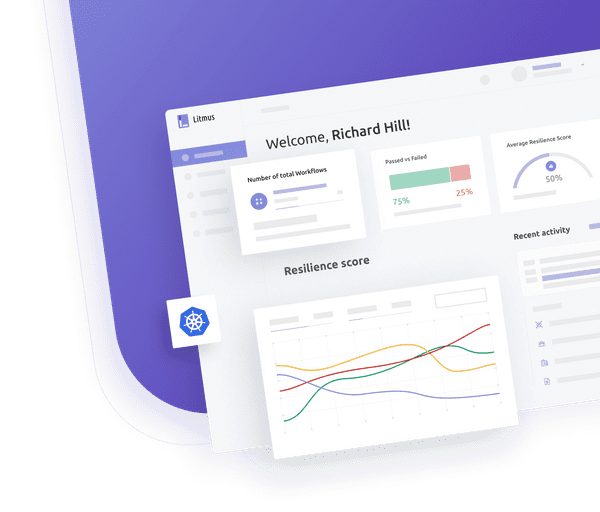 Litmus
Welcome, Richard Hill!
Number of total Workflows
Passed vs Failed
75%
25%
Average Resilience Score
50%
Recent activity
Resilience score